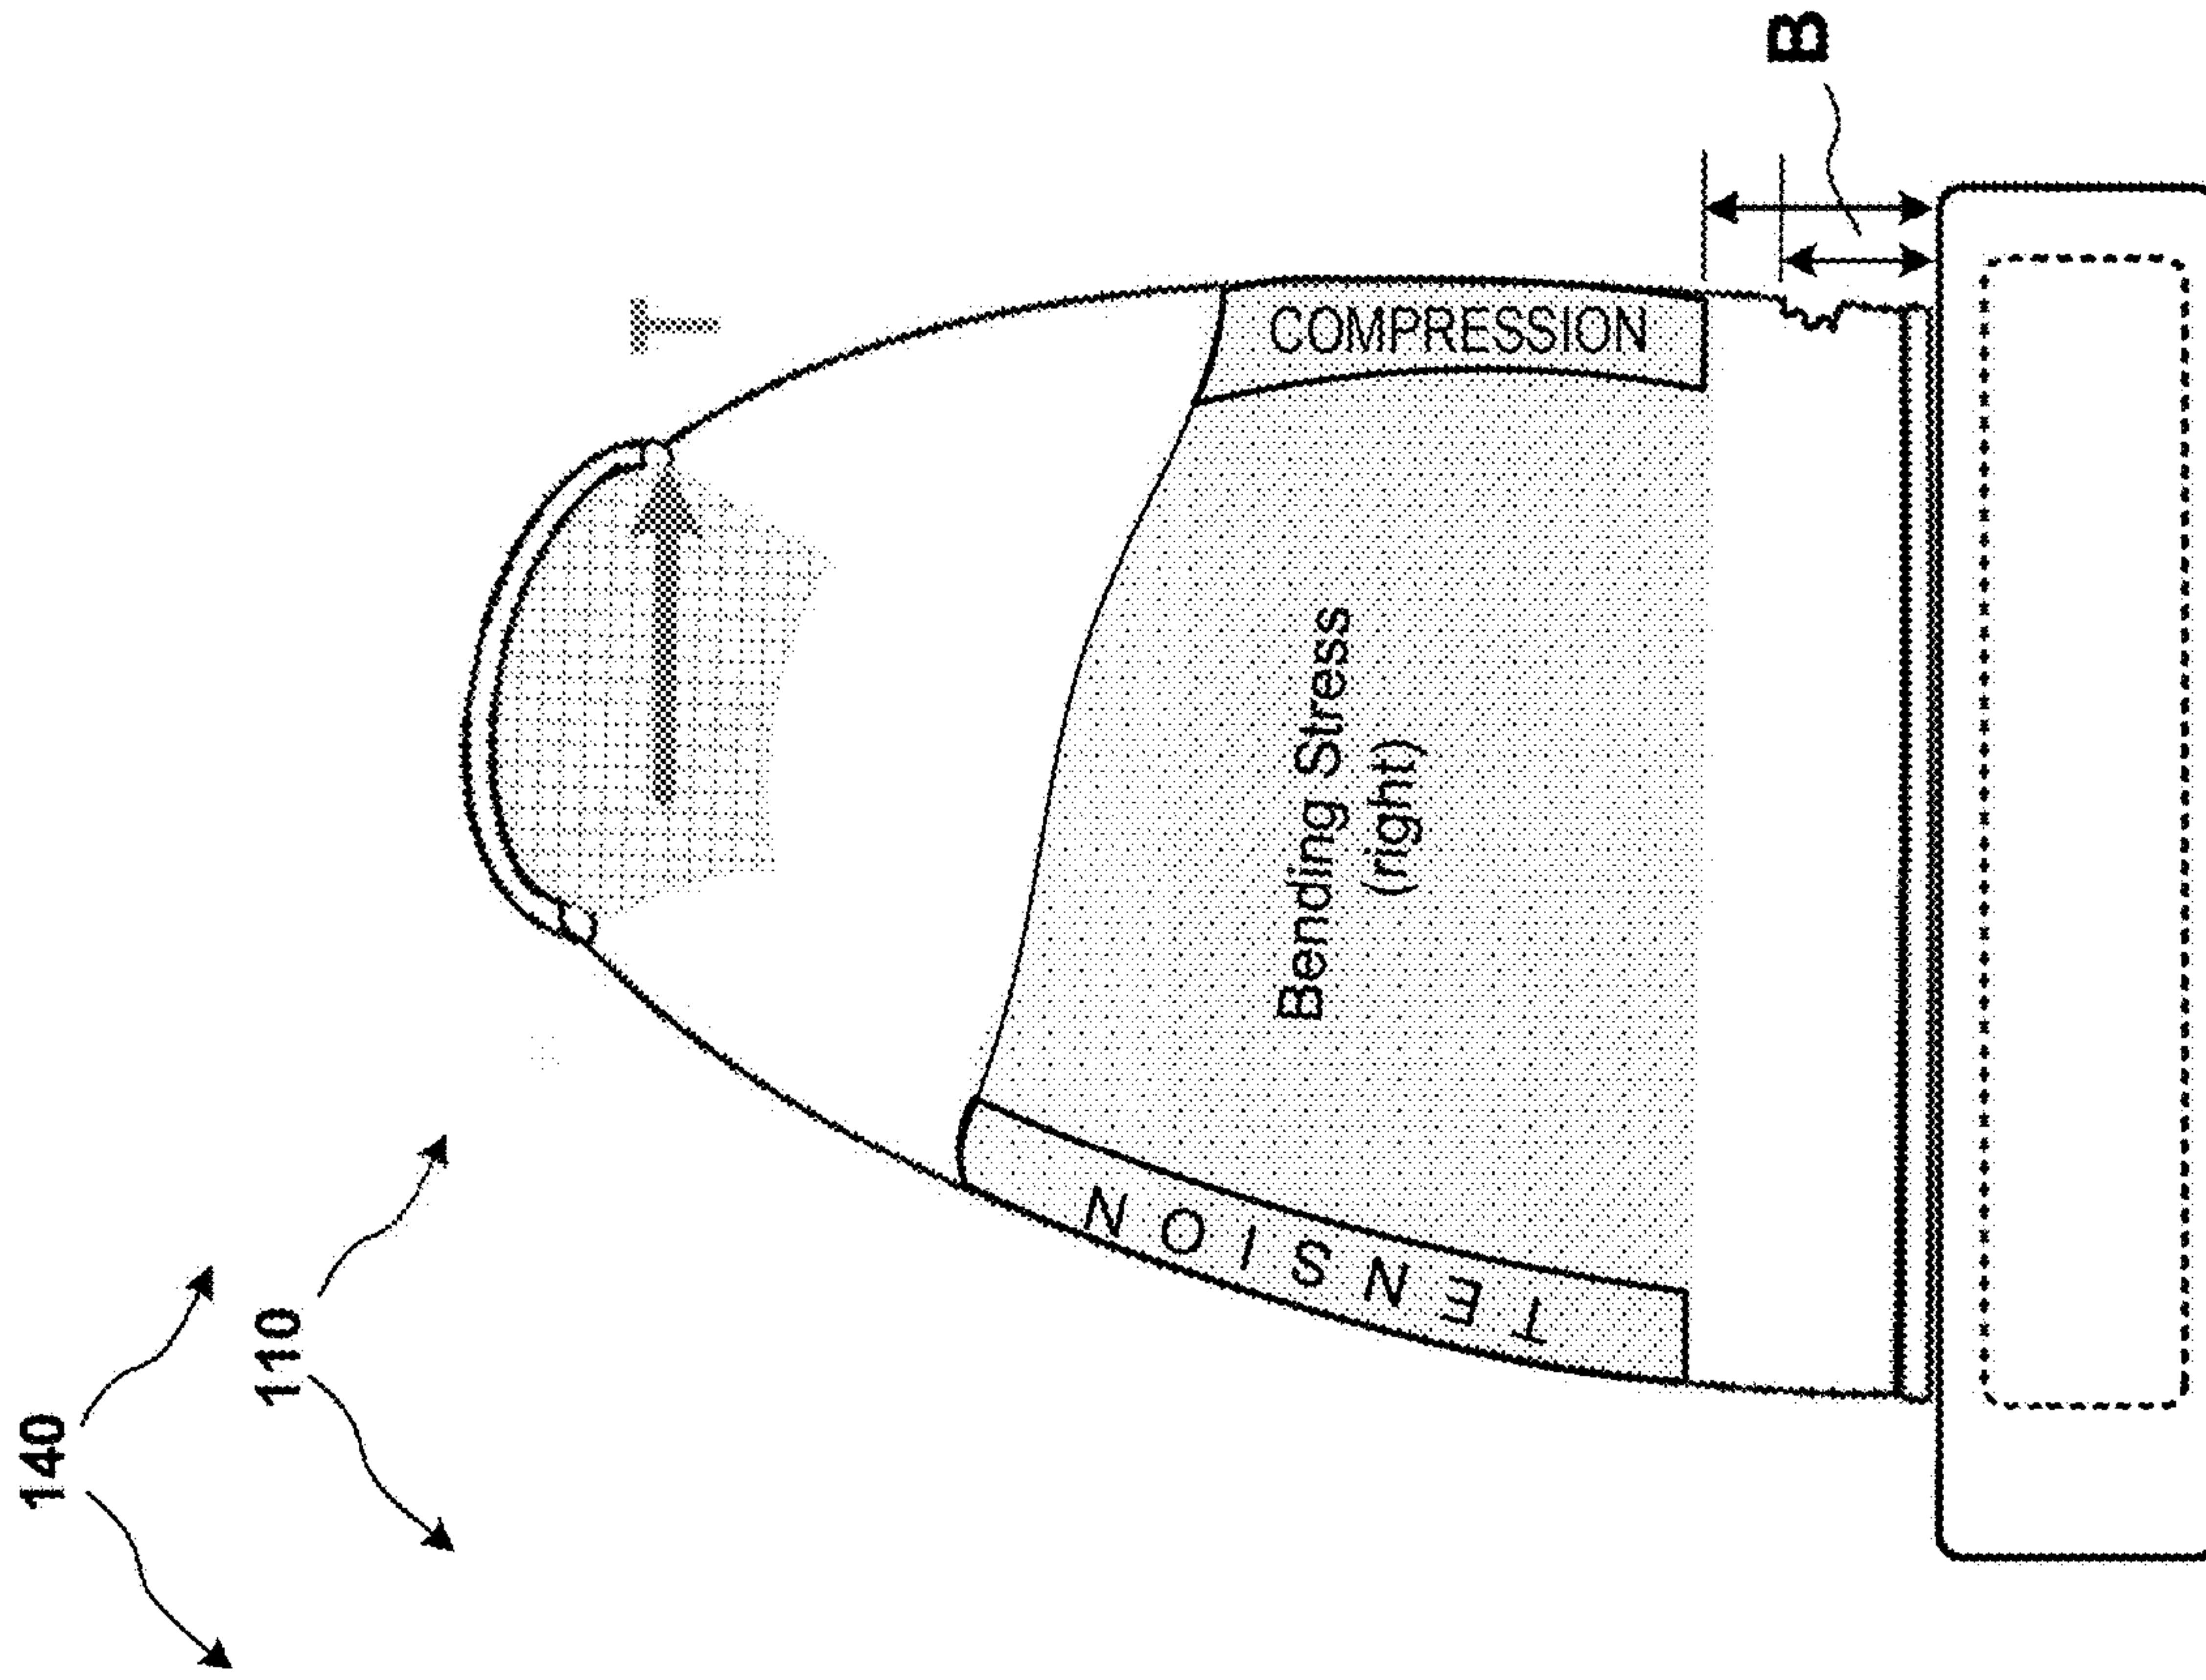 140
110
T
B
COMPRESSION
Bending Stress
(right)
TENSION